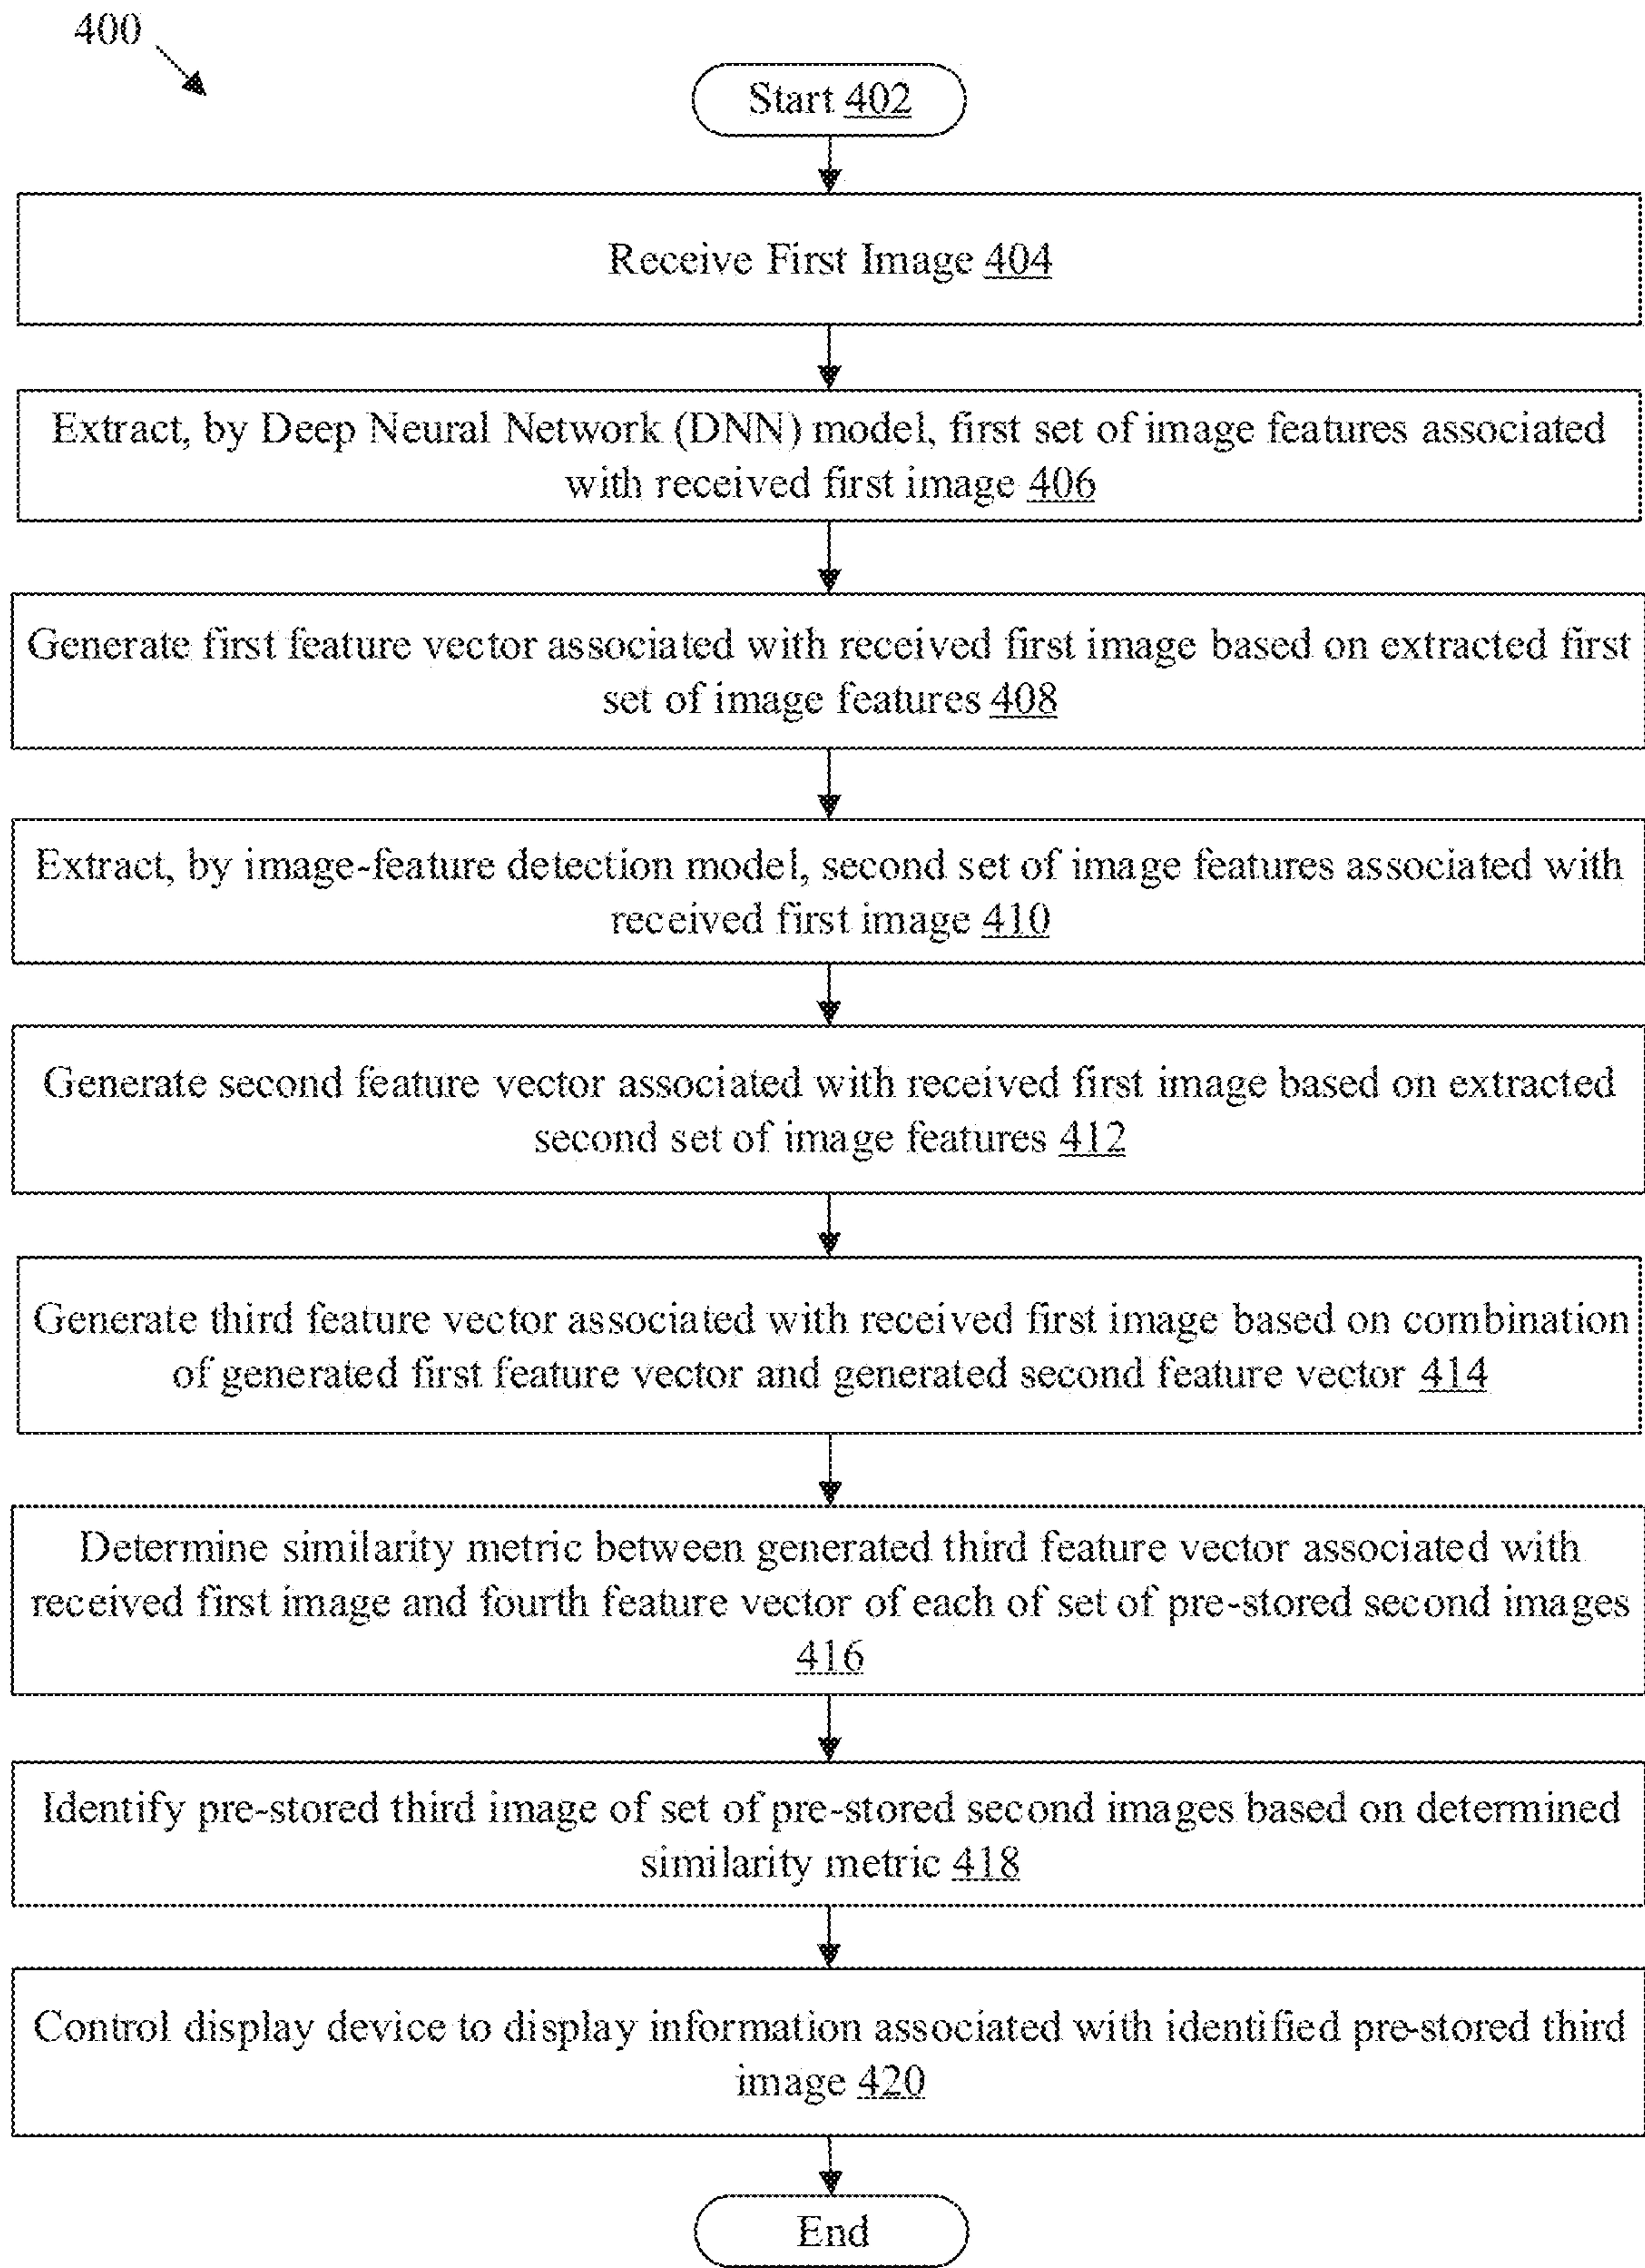 400
Start 402
Receive First Image 404
Extract, by Deep Neural Network (DNN) model, first set of image features associated
with received first image 406
Generate first feature vector associated with received first image based on extracted first
set of image features 408
Extract, by image-feature detection model, second set of image features associated with
received first image 410
Generate second feature vector associated with received first image based on extracted
second set of image features 412
Generate third feature vector associated with received first image based on combination
of generated first feature vector and generated second feature vector 414
Determine similarity metric between generated third feature vector associated with
received first image and fourth feature vector of each of set of pre-stored second images
416
Identify pre-stored third image of set of pre-stored second images based on determined
similarity metric 418
Control display device to display information associated with identified pre-stored third
image 420
End